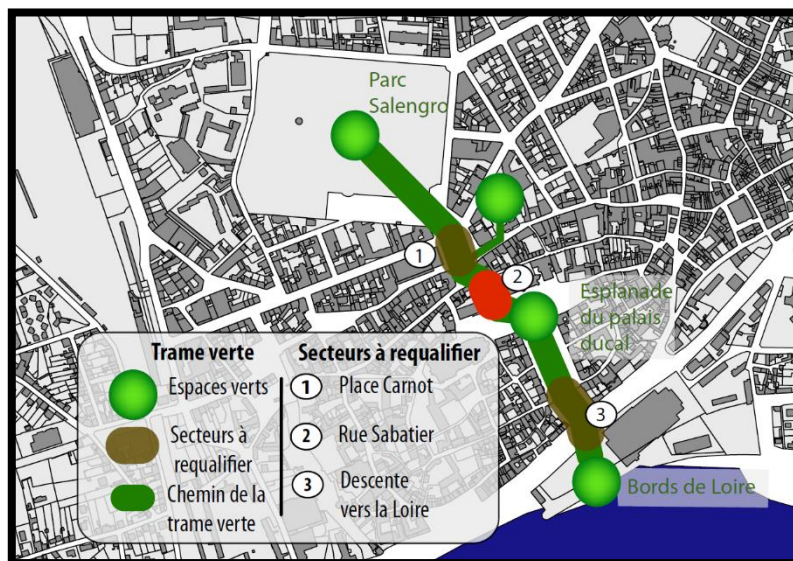 Parc
Salengro
1
2
Esplanade
du palais
ducal
3
Bords de Loire
Trame verte
Espaces verts
Secteurs à
requalifier
Chemin de la
trame verte
Secteurs à requalifier
1 Place Carnot
2 Rue Sabatier
3 Descente
vers la Loire